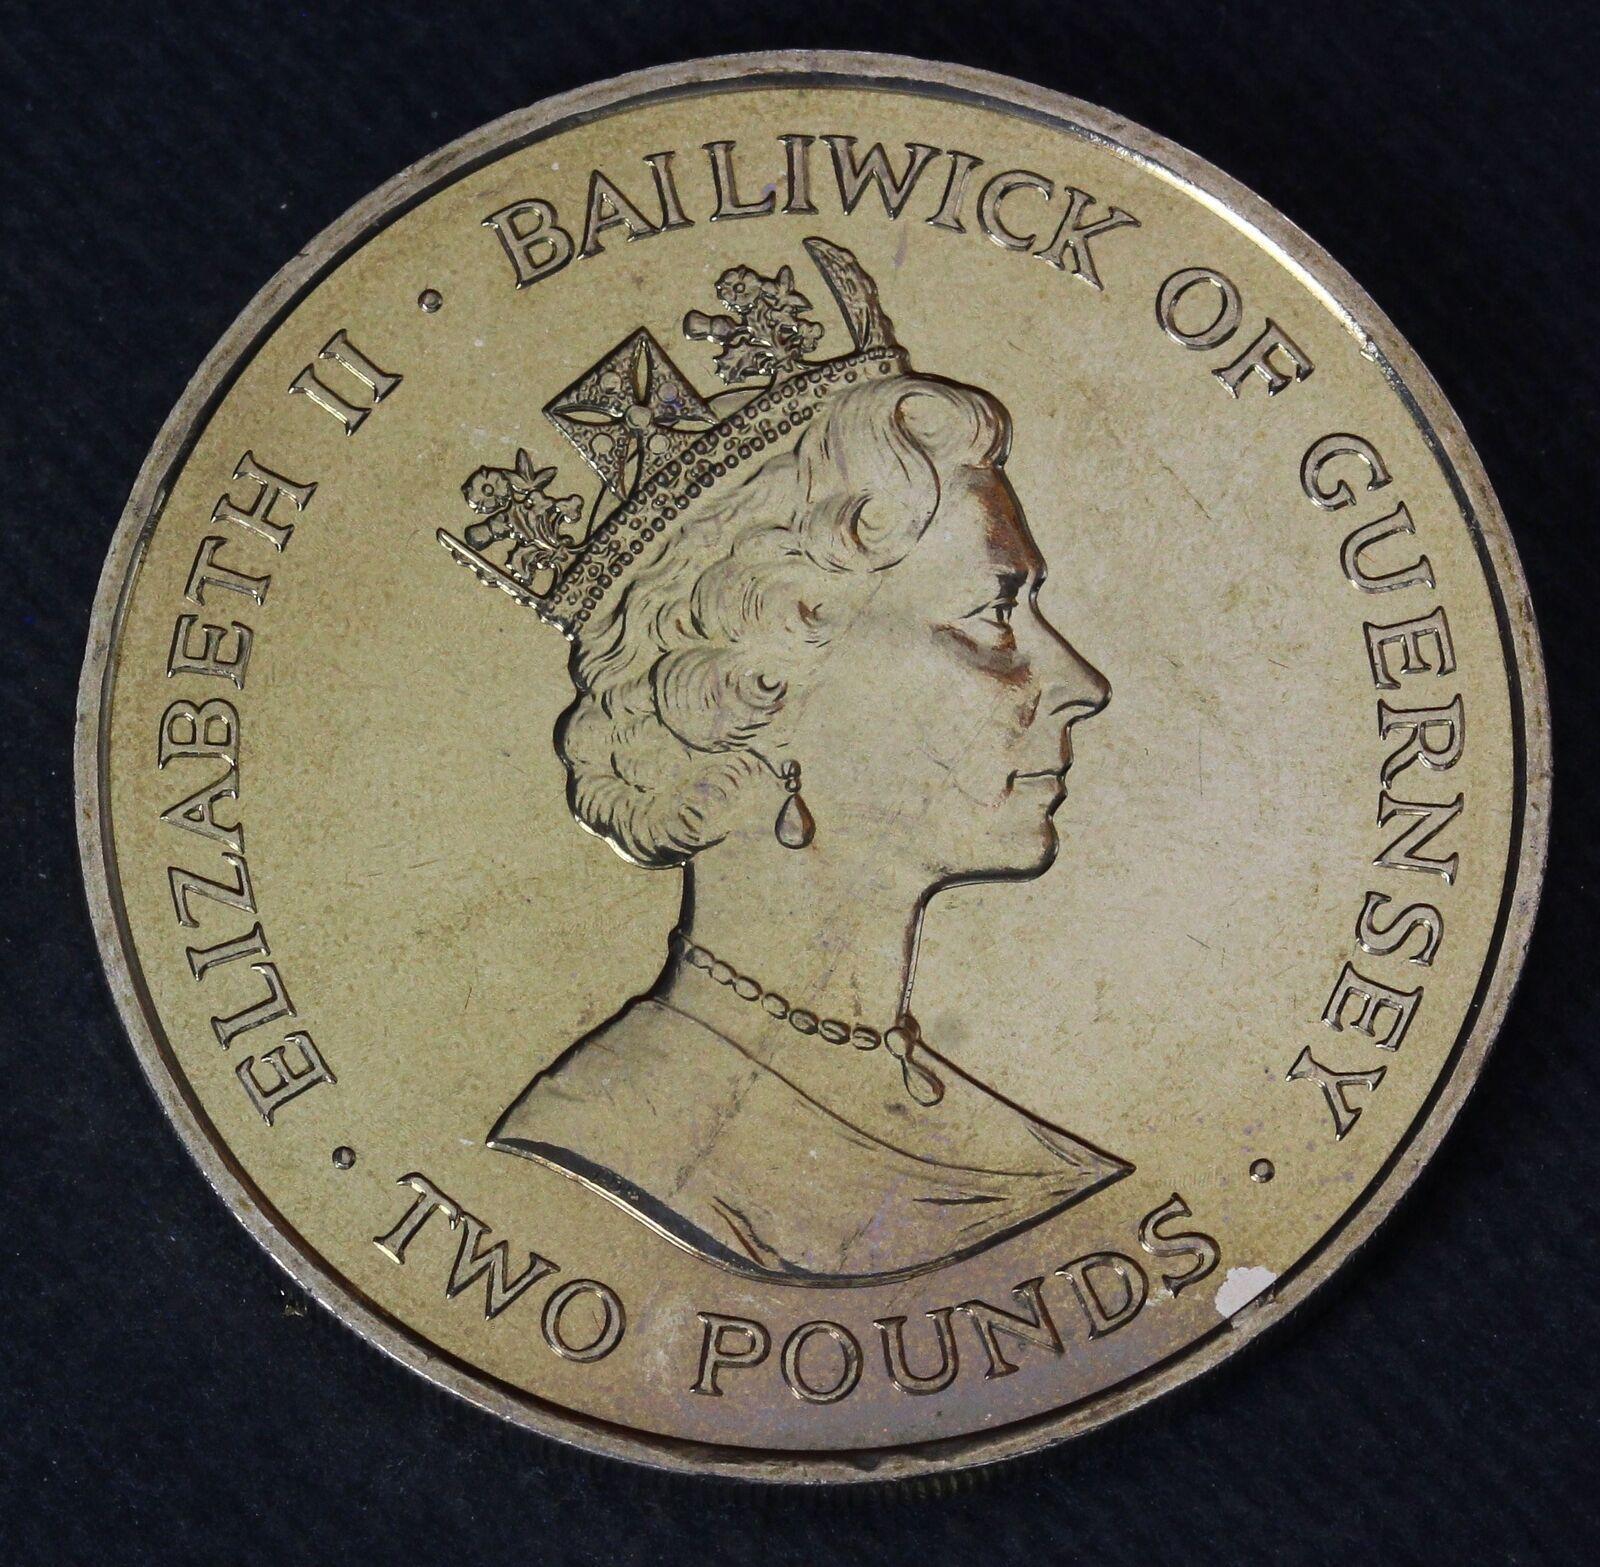 · ELIZABETH II · BAILIWICK OF GUERNSEY ·
TWO POUNDS